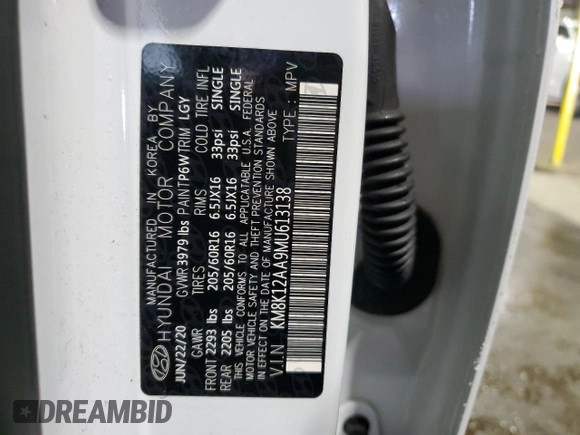 MANUFACTURED IN KOREA BY
HYUNDAI MOTOR COMPANY
JUN/22/20 GVWR 3979 lbs PAINT P6W TRIM LGY
GAWR TIRES RIMS COLD TIRE INFL
FRONT 2293 lbs 205/60R16 6.5JX16 33psi SINGLE
REAR 2205 lbs 205/60R16 6.5JX16 33psi SINGLE
THIS VEHICLE CONFORMS TO ALL APPLICABLE U.S.A. FEDERAL
MOTOR VEHICLE SAFETY AND THEFT PREVENTION STANDARDS
IN EFFECT ON THE DATE OF MANUFACTURE SHOWN ABOVE
V.I.N KM8K12AA9MU613138 TYPE: MPV
DREAMBID